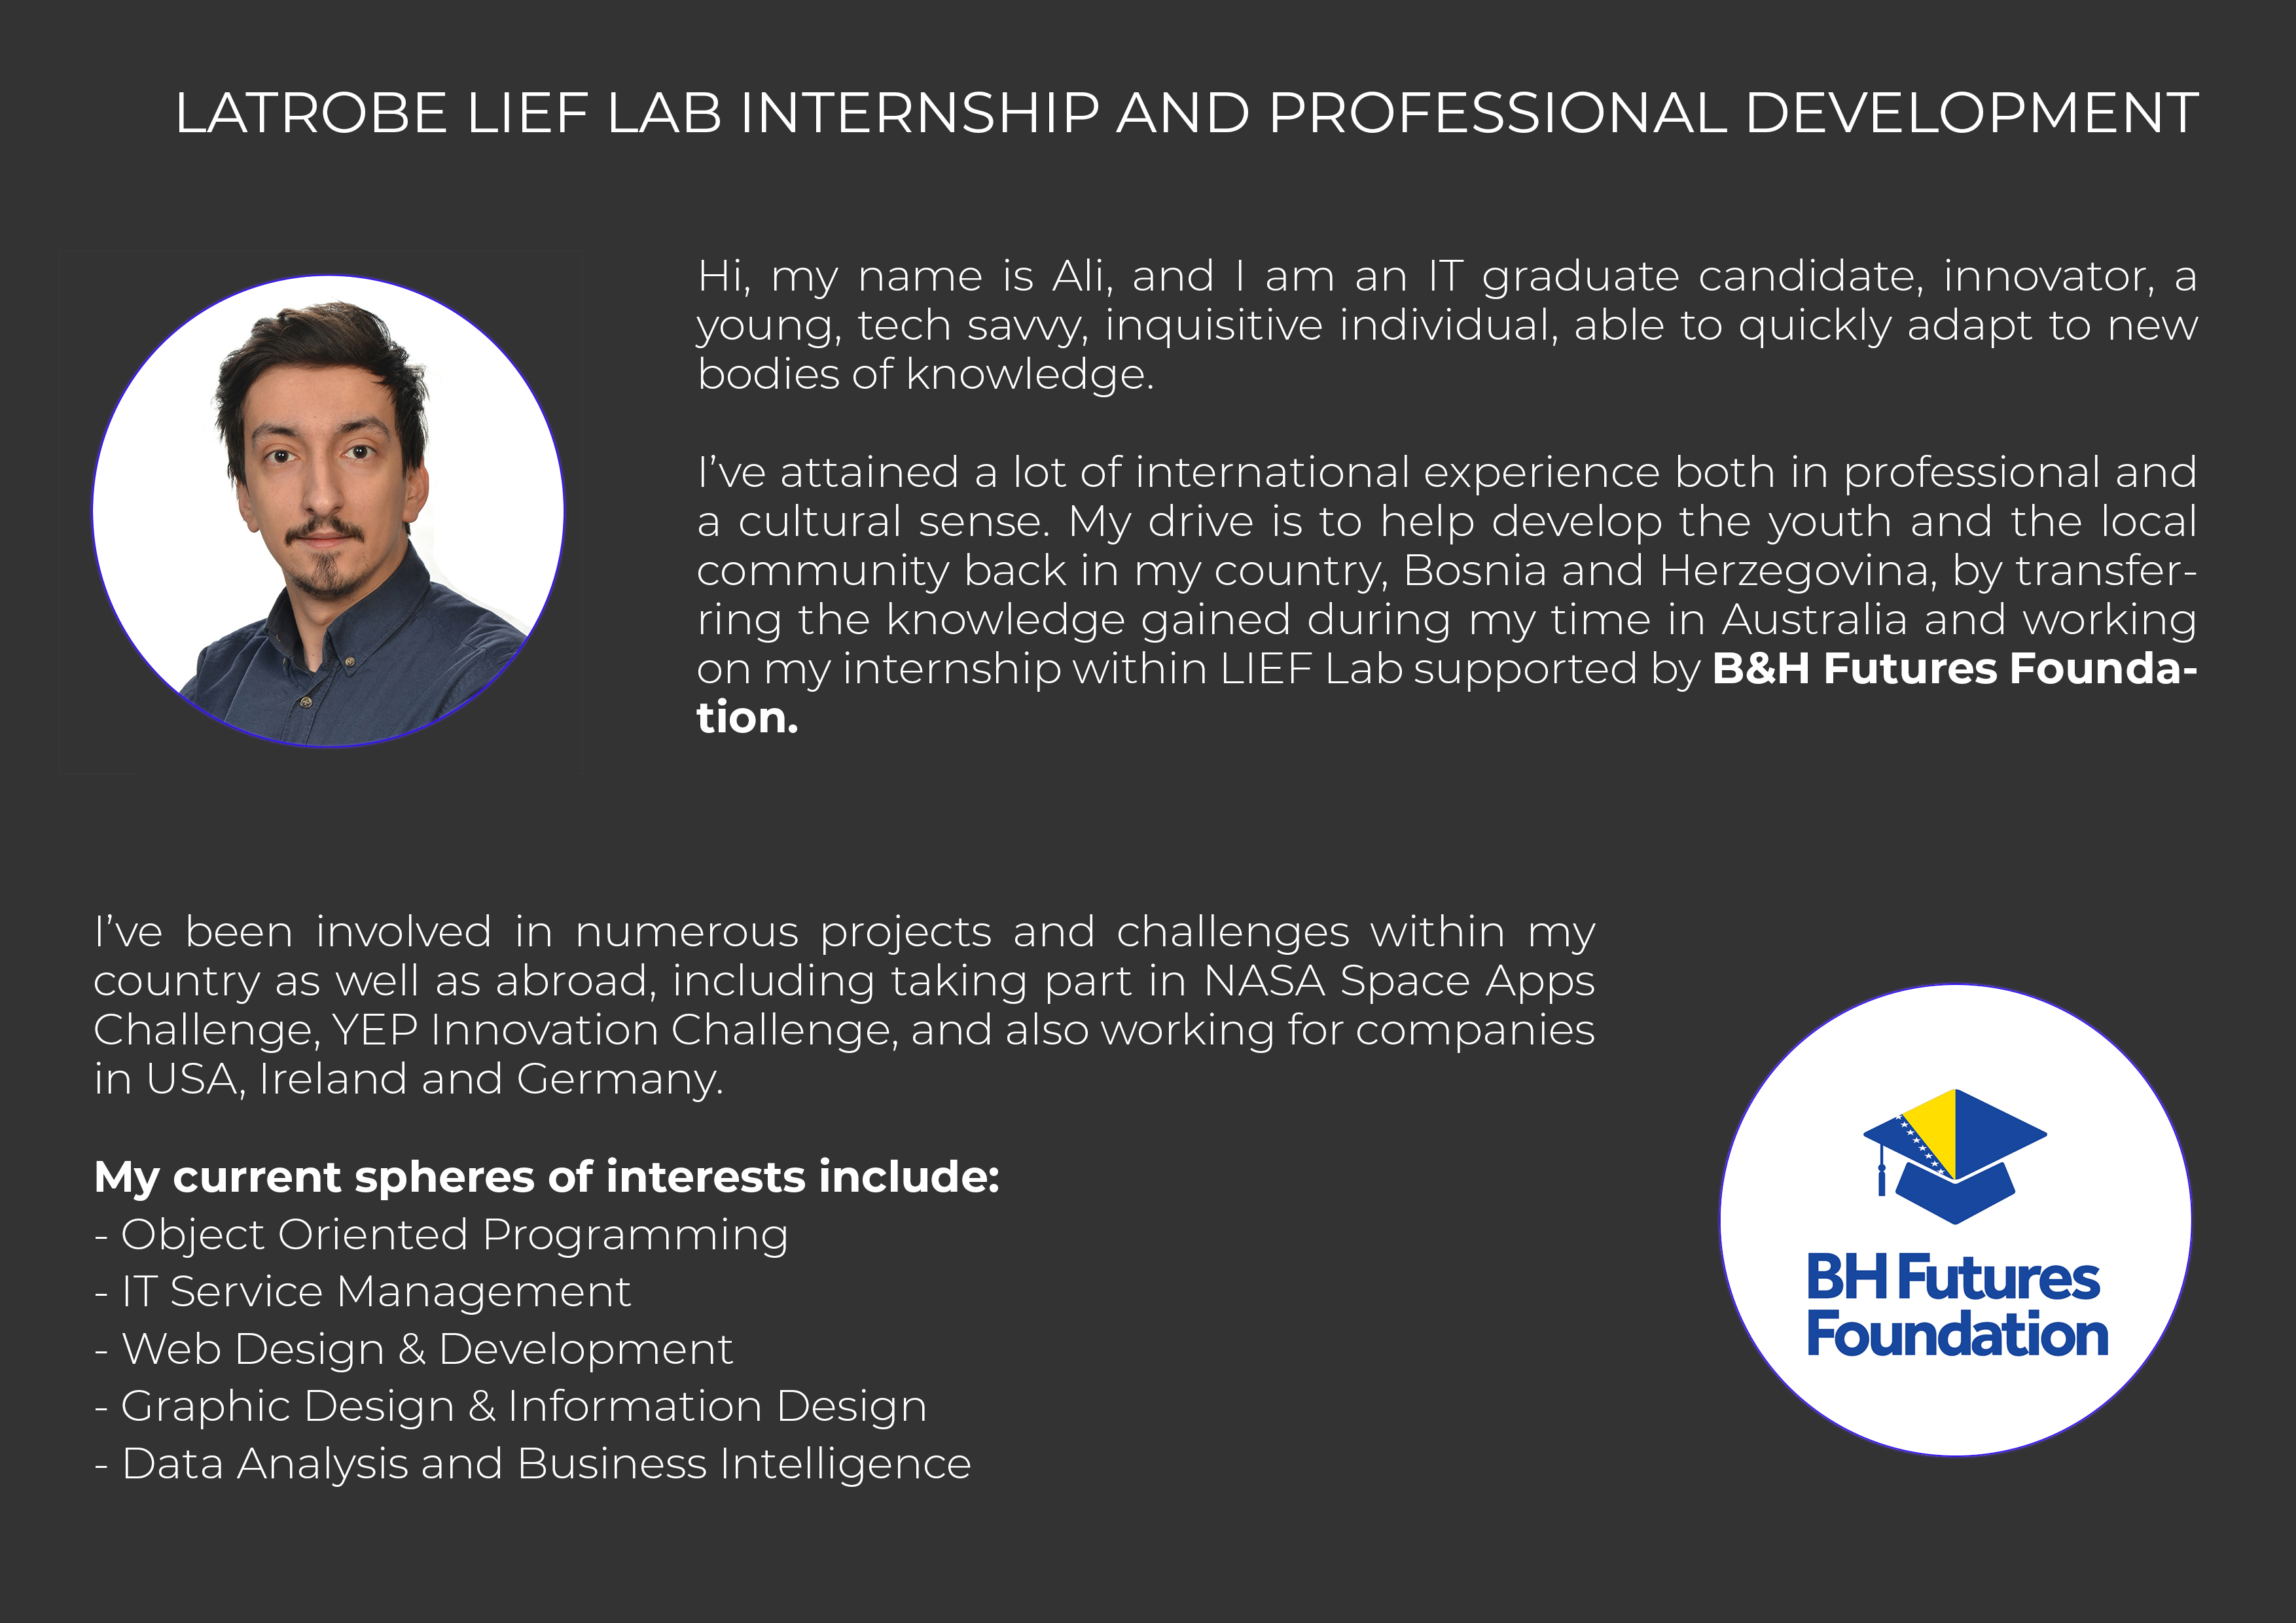 LATROBE LIEF LAB INTERNSHIP AND PROFESSIONAL DEVELOPMENT
Hi, my name is Ali, and I am an IT graduate candidate, innovator, a
young, tech savvy, inquisitive individual, able to quickly adapt to new
bodies of knowledge.
I’ve attained a lot of international experience both in professional and
a cultural sense. My drive is to help develop the youth and the local
community back in my country, Bosnia and Herzegovina, by transfer-
ring the knowledge gained during my time in Australia and working
on my internship within LIEF Lab supported by B&H Futures Founda-
tion.
I’ve been involved in numerous projects and challenges within my
country as well as abroad, including taking part in NASA Space Apps
Challenge, YEP Innovation Challenge, and also working for companies
in USA, Ireland and Germany.
My current spheres of interests include:
- Object Oriented Programming
- IT Service Management
- Web Design & Development
- Graphic Design & Information Design
- Data Analysis and Business Intelligence
BH Futures
Foundation